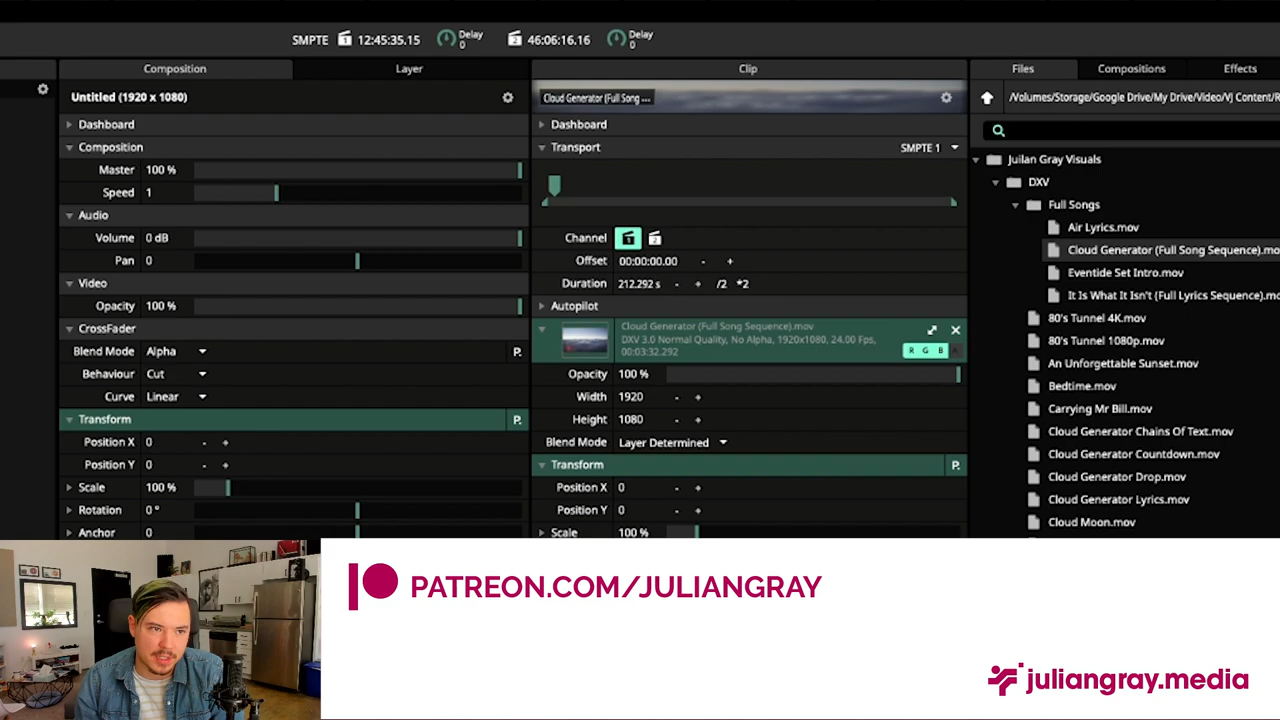 SMPTE 1 12:45:35.15 Delay 0 2 46:06:16.16 Delay 0
Composition Layer
Untitled (1920 x 1080)
Dashboard
Composition
Master 100 %
Speed 1
Audio
Volume 0 dB
Pan 0
Video
Opacity 100 %
CrossFader
Blend Mode Alpha P.
Behaviour Cut
Curve Linear
Transform P.
Position X 0 - +
Position Y 0 - +
Scale 100 %
Rotation 0 °
Anchor 0
Clip
Cloud Generator (Full Song ...
Dashboard
Transport SMPTE 1
Channel 1 2
Offset 00:00:00.00 - +
Duration 212.292 s - + /2 *2
Autopilot
Cloud Generator (Full Song Sequence).mov
DXV 3.0 Normal Quality, No Alpha, 1920x1080, 24.00 Fps,
00:03:32.292 R G B A
Opacity 100 %
Width 1920 - +
Height 1080 - +
Blend Mode Layer Determined
Transform P.
Position X 0 - +
Position Y 0 - +
Scale 100 %
Files Compositions Effects
/Volumes/Storage/Google Drive/My Drive/Video/VJ Content/R
Juilan Gray Visuals
DXV
Full Songs
Air Lyrics.mov
Cloud Generator (Full Song Sequence).mo
Eventide Set Intro.mov
It Is What It Isn't (Full Lyrics Sequence).mo
80's Tunnel 4K.mov
80's Tunnel 1080p.mov
An Unforgettable Sunset.mov
Bedtime.mov
Carrying Mr Bill.mov
Cloud Generator Chains Of Text.mov
Cloud Generator Countdown.mov
Cloud Generator Drop.mov
Cloud Generator Lyrics.mov
Cloud Moon.mov
PATREON.COM/JULIANGRAY
juliangray.media